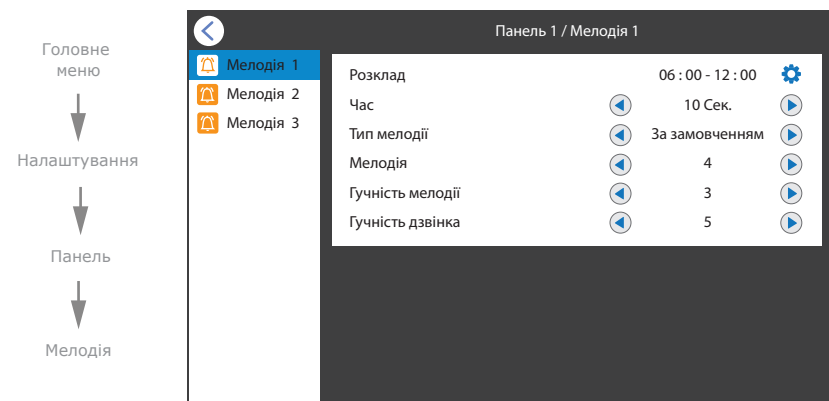 Головне
меню
Налаштування
Панель
Мелодія
Панель 1 / Мелодія 1
Мелодія 1
Мелодія 2
Мелодія 3
Розклад 06 : 00 - 12 : 00
Час 10 Сек.
Тип мелодії За замовченням
Мелодія 4
Гучність мелодії 3
Гучність дзвінка 5